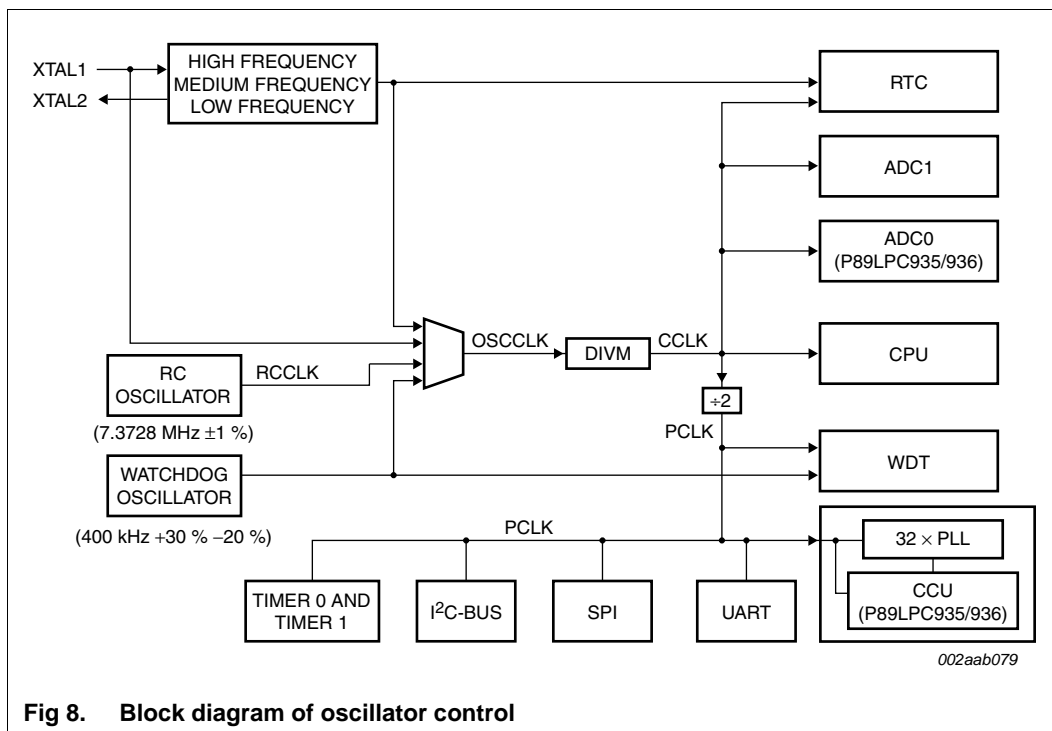 XTAL1
XTAL2
HIGH FREQUENCY
MEDIUM FREQUENCY
LOW FREQUENCY
RTC
ADC1
ADC0
(P89LPC935/936)
OSCCLK
DIVM
CCLK
CPU
RC
OSCILLATOR
RCCLK
(7.3728 MHz ±1 %)
÷2
PCLK
WATCHDOG
OSCILLATOR
(400 kHz +30 % −20 %)
WDT
PCLK
32 × PLL
CCU
(P89LPC935/936)
TIMER 0 AND
TIMER 1
I²C-BUS
SPI
UART
002aab079
Fig 8. Block diagram of oscillator control